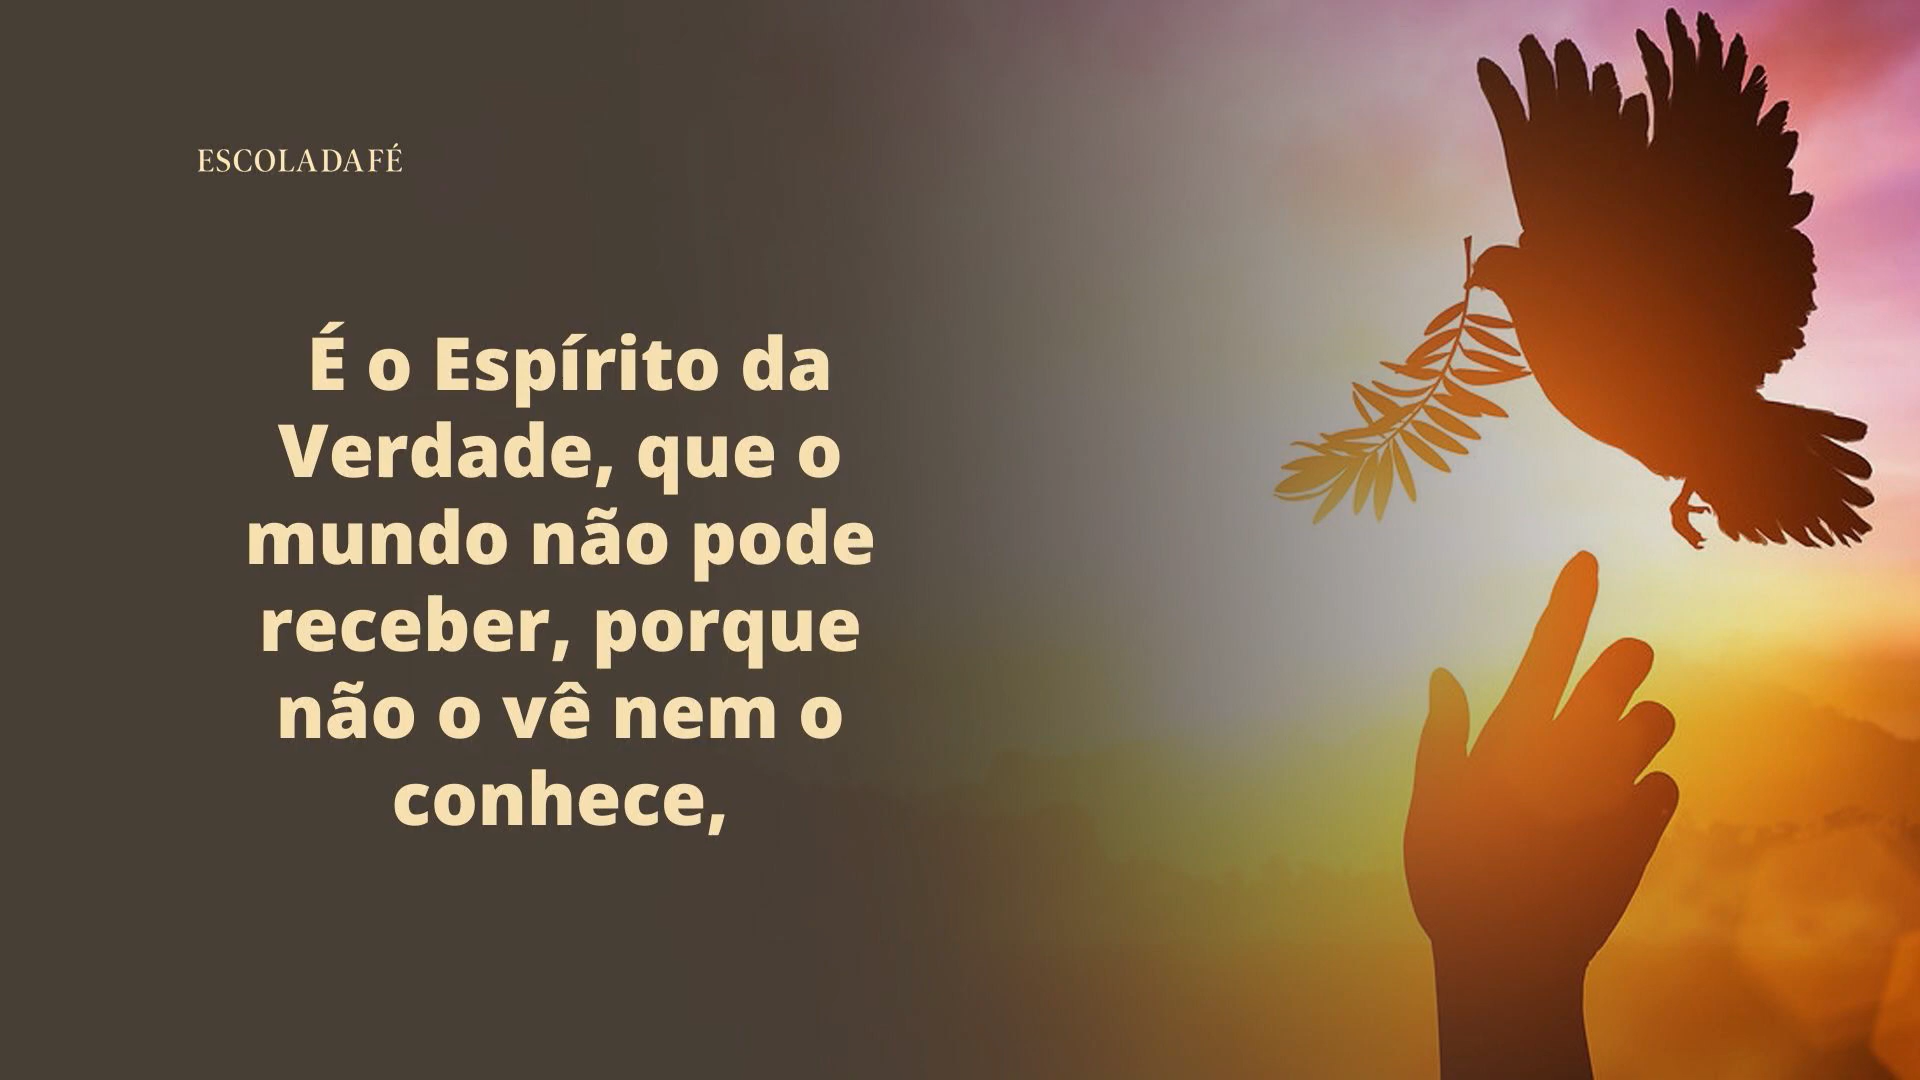 ESCOLADAFÉ
É o Espírito da
Verdade, que o
mundo não pode
receber, porque
não o vê nem o
conhece,